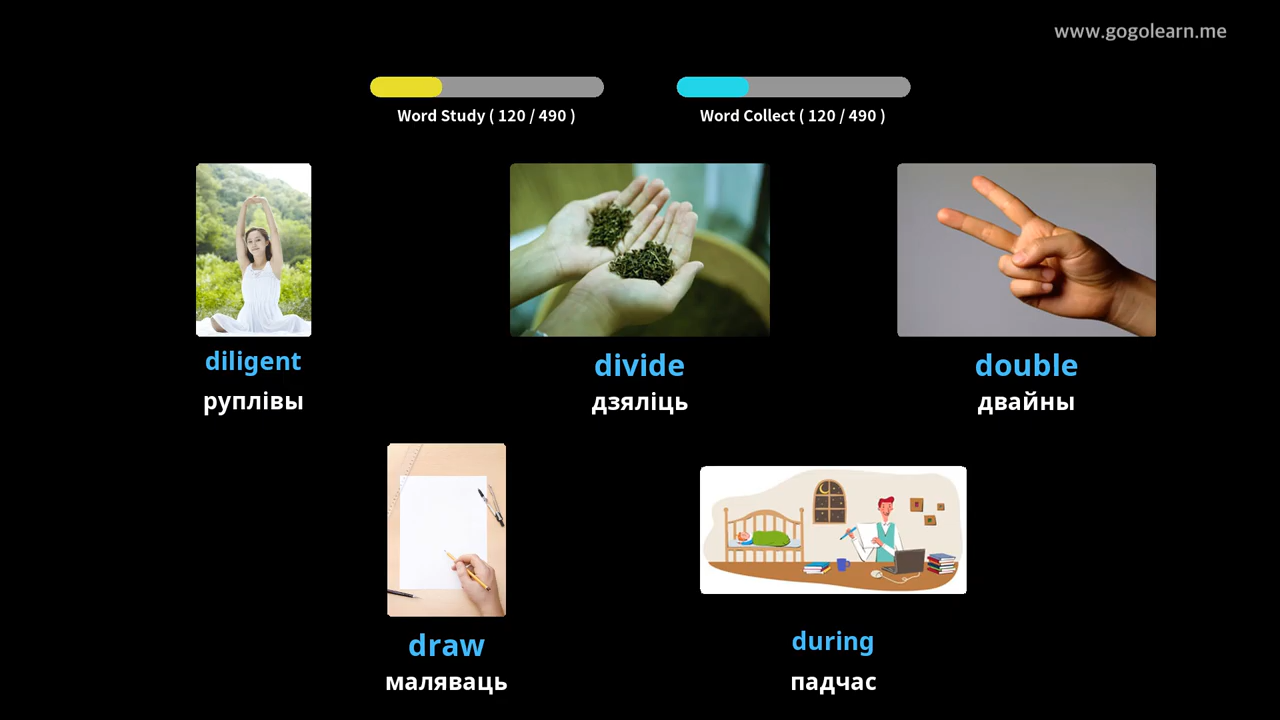 www.gogolearn.me
Word Study ( 120 / 490 )
Word Collect ( 120 / 490 )
diligent
руплівы
divide
дзяліць
double
двайны
draw
маляваць
during
падчас